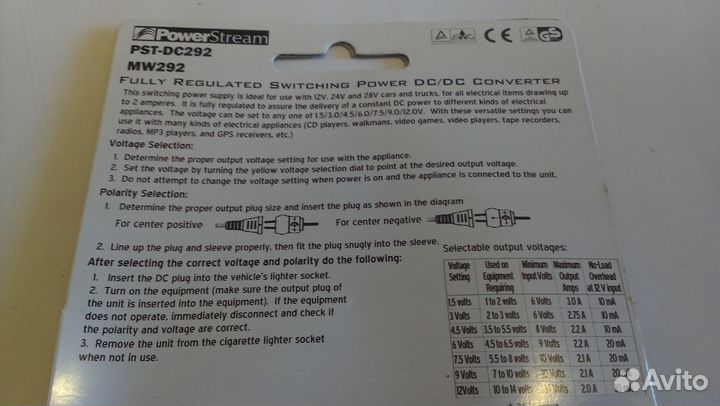 PowerStream
PST-DC292
MW292
FULLY REGULATED SWITCHING POWER DC/DC CONVERTER
This switching power supply is ideal for use with 12V, 24V and 28V cars and trucks, for all electrical items drawing up
to 2 amperes. It is fully regulated to assure the delivery of a constant DC power to different kinds of electrical
appliances. The voltage can be set to any one of 1.5/3.0/4.5/6.0/7.5/9.0/12.0V. With these versatile settings you can
use it with many kinds of electrical appliances (CD players, walkmans, video games, video players, tape recorders,
radios, MP3 players, and GPS receivers, etc.)
Voltage Selection:
1. Determine the proper output voltage setting for use with the appliance.
2. Set the voltage by turning the yellow voltage selection dial to point at the desired output voltage.
3. Do not attempt to change the voltage setting when power is on and the appliance is connected to the unit.
Polarity Selection:
1. Determine the proper output plug size and insert the plug as shown in the diagram
For center positive For center negative
2. Line up the plug and sleeve properly, then fit the plug snugly into the sleeve.
After selecting the correct voltage and polarity do the following:
1. Insert the DC plug into the vehicle's lighter socket.
2. Turn on the equipment (make sure the output plug of
the unit is inserted into the equipment). If the equipment
does not operate, immediately disconnect and check if
the polarity and voltage are correct.
3. Remove the unit from the cigarette lighter socket
when not in use.
Selectable output voltages:
Voltage Setting Used on Equipment Requiring Minimum Input Volts Maximum Output Amps No-Load Overhead at 12 V input
1.5 volts 1 to 2 volts 6 Volts 3.0 A 10 mA
3 Volts 2 to 3 volts 6 Volts 2.75 A 10 mA
4.5 Volts 3.5 to 5.5 volts 8 Volts 2.2 A 10 mA
6 Volts 4.5 to 6.5 volts 9 Volts 2.2 A 20 mA
7.5 Volts 5.5 to 8 volts 10 Volts 2.1 A 20 mA
9 Volts 7 to 10 volts Volts 2.1 A 20 mA
12Volts 10 to 14 volts Volts 2.0 A
Avito